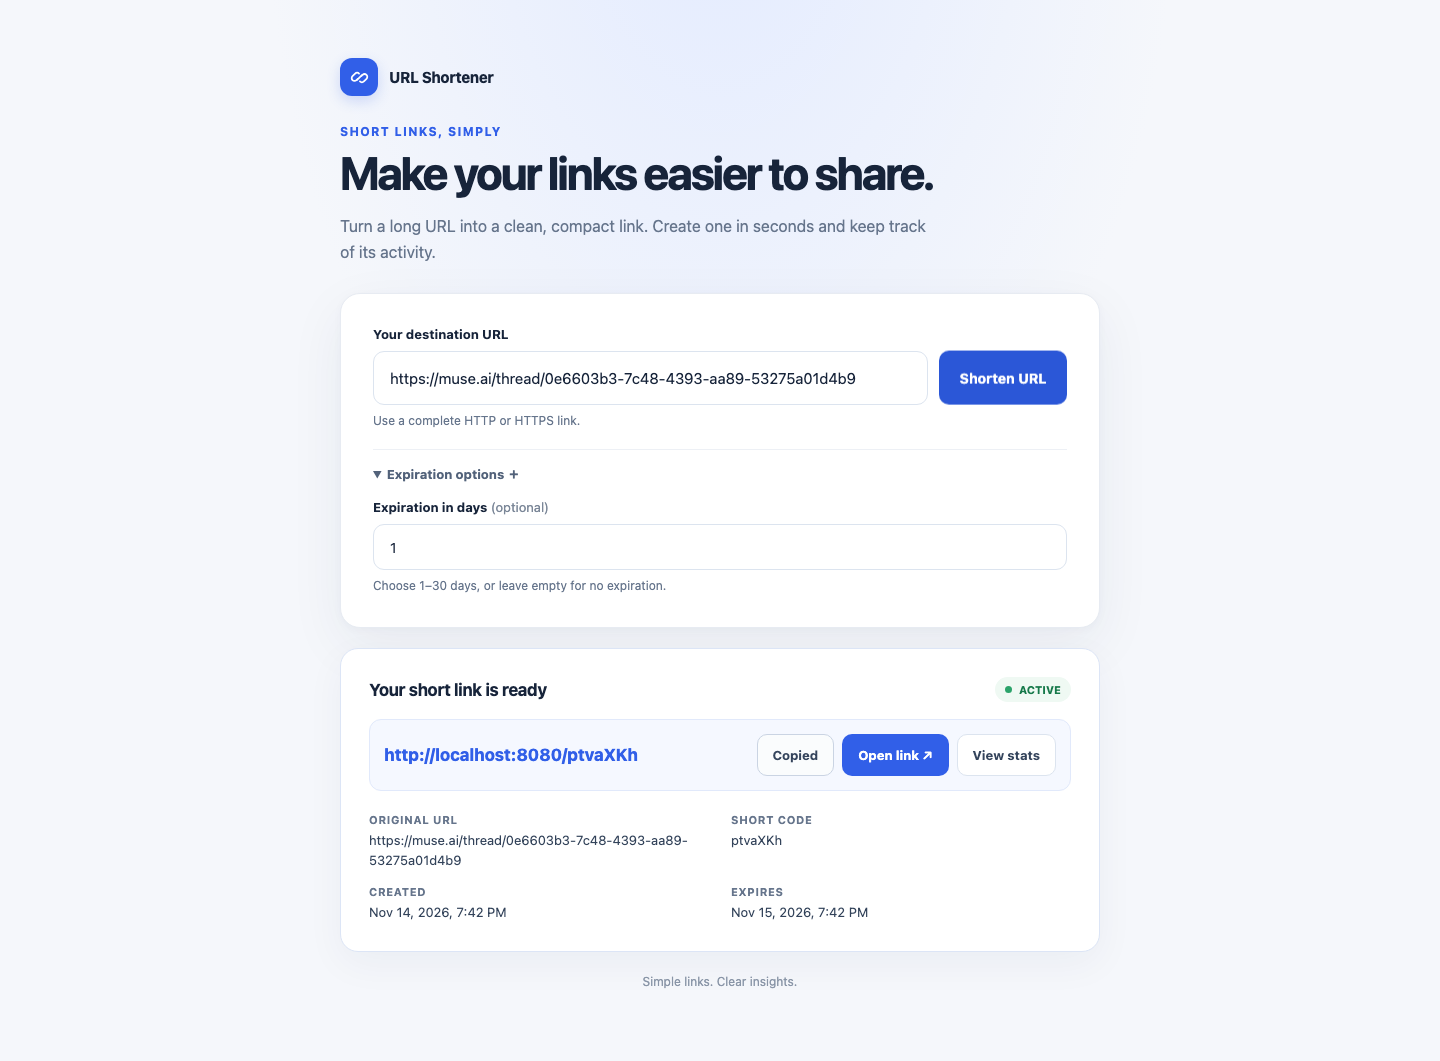 URL Shortener
SHORT LINKS, SIMPLY
Make your links easier to share.
Turn a long URL into a clean, compact link. Create one in seconds and keep track
of its activity.
Your destination URL
https://muse.ai/thread/0e6603b3-7c48-4393-aa89-53275a01d4b9
Shorten URL
Use a complete HTTP or HTTPS link.
▼ Expiration options +
Expiration in days (optional)
1
Choose 1–30 days, or leave empty for no expiration.
Your short link is ready
ACTIVE
http://localhost:8080/ptvaXKh
Copied
Open link ↗
View stats
ORIGINAL URL
https://muse.ai/thread/0e6603b3-7c48-4393-aa89-
53275a01d4b9
SHORT CODE
ptvaXKh
CREATED
Nov 14, 2026, 7:42 PM
EXPIRES
Nov 15, 2026, 7:42 PM
Simple links. Clear insights.